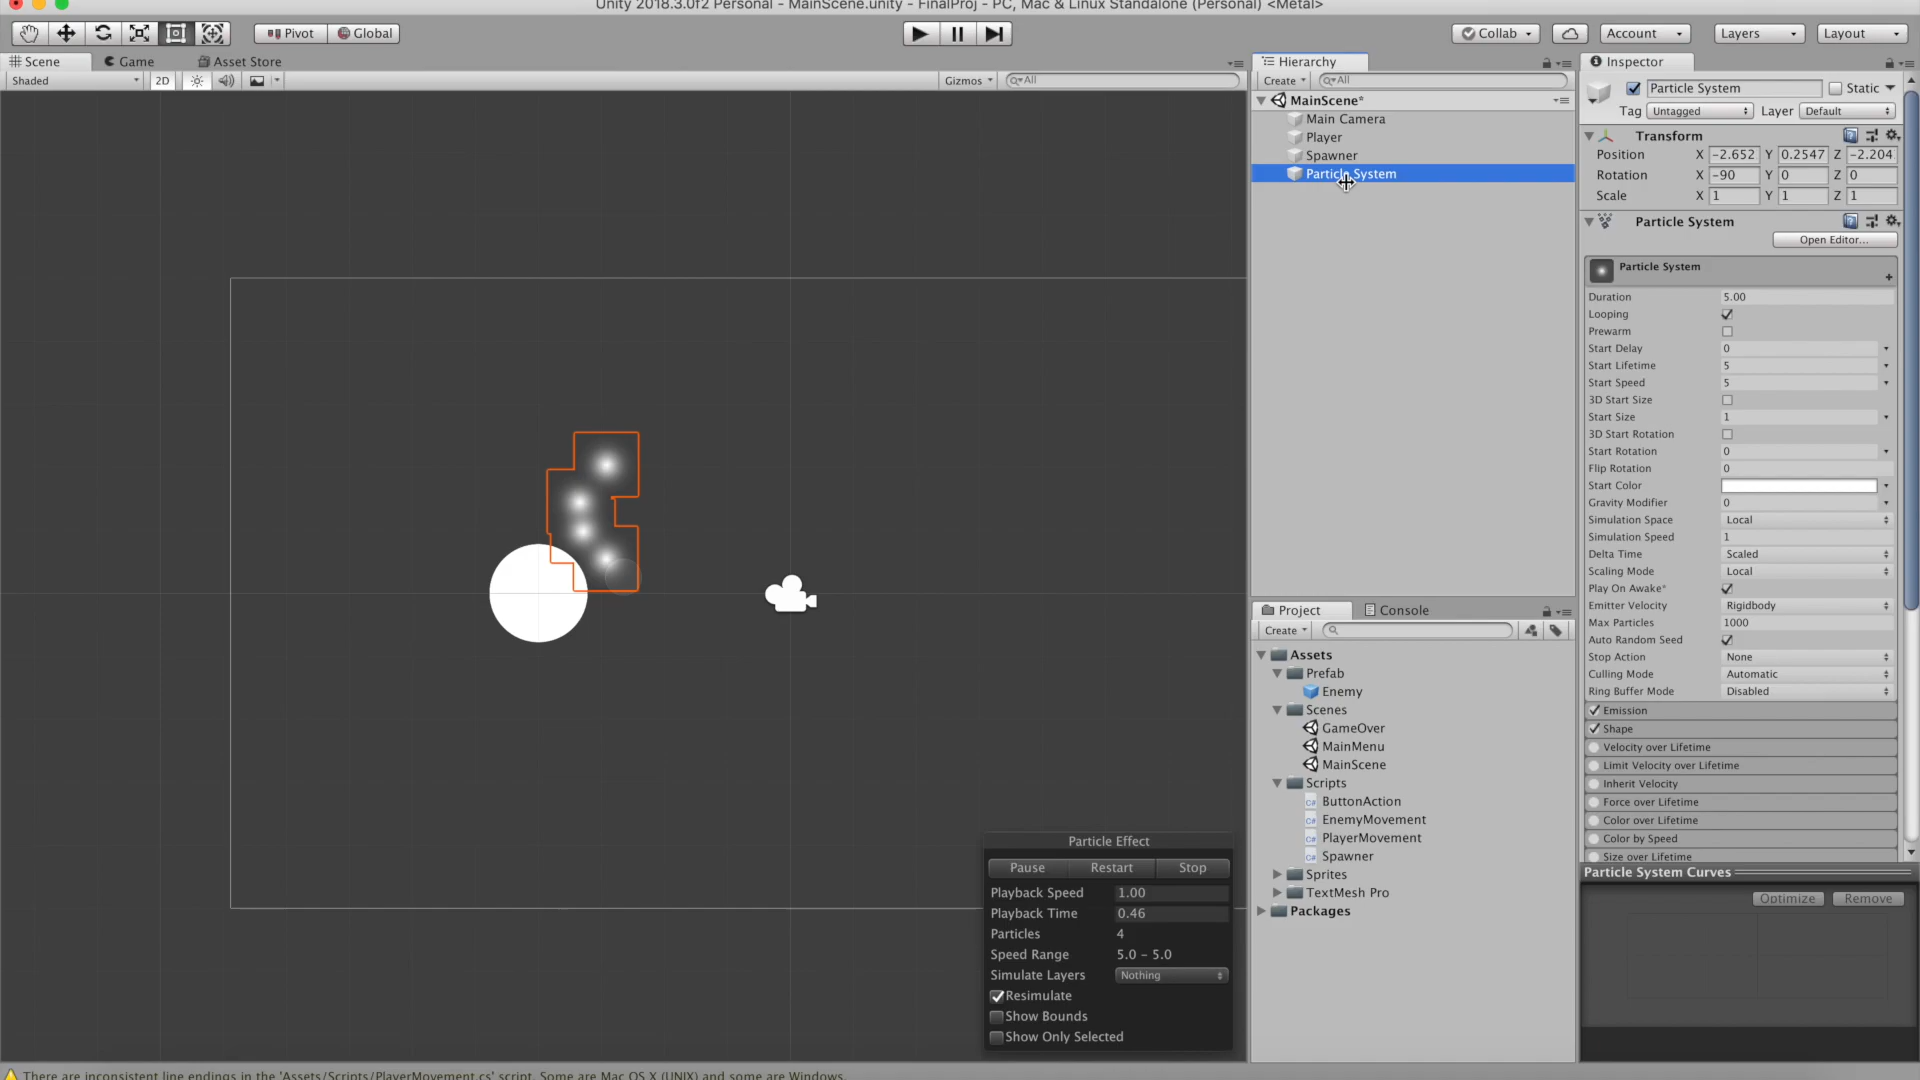 Unity 2018.3.0f2 Personal - MainScene.unity - FinalProj - PC, Mac & Linux Standalone (Personal) <Metal>
Pivot Global Collab Account Layers Layout
Scene Game Asset Store
Shaded 2D Gizmos All
Hierarchy
Create All
MainScene*
Main Camera
Player
Spawner
Particle System
Particle Effect
Pause Restart Stop
Playback Speed 1.00
Playback Time 0.46
Particles 4
Speed Range 5.0 - 5.0
Simulate Layers Nothing
Resimulate
Show Bounds
Show Only Selected
Project Console
Create
Assets
Prefab
Enemy
Scenes
GameOver
MainMenu
MainScene
Scripts
ButtonAction
EnemyMovement
PlayerMovement
Spawner
Sprites
TextMesh Pro
Packages
Inspector
Particle System Static
Tag Untagged Layer Default
Transform
Position X -2.652 Y 0.2547 Z -2.204
Rotation X -90 Y 0 Z 0
Scale X 1 Y 1 Z 1
Particle System
Open Editor...
Particle System
Duration 5.00
Looping
Prewarm
Start Delay 0
Start Lifetime 5
Start Speed 5
3D Start Size
Start Size 1
3D Start Rotation
Start Rotation 0
Flip Rotation 0
Start Color
Gravity Modifier 0
Simulation Space Local
Simulation Speed 1
Delta Time Scaled
Scaling Mode Local
Play On Awake*
Emitter Velocity Rigidbody
Max Particles 1000
Auto Random Seed
Stop Action None
Culling Mode Automatic
Ring Buffer Mode Disabled
Emission
Shape
Velocity over Lifetime
Limit Velocity over Lifetime
Inherit Velocity
Force over Lifetime
Color over Lifetime
Color by Speed
Size over Lifetime
Particle System Curves
Optimize Remove
There are inconsistent line endings in the 'Assets/Scripts/PlayerMovement.cs' script. Some are Mac OS X (UNIX) and some are Windows.